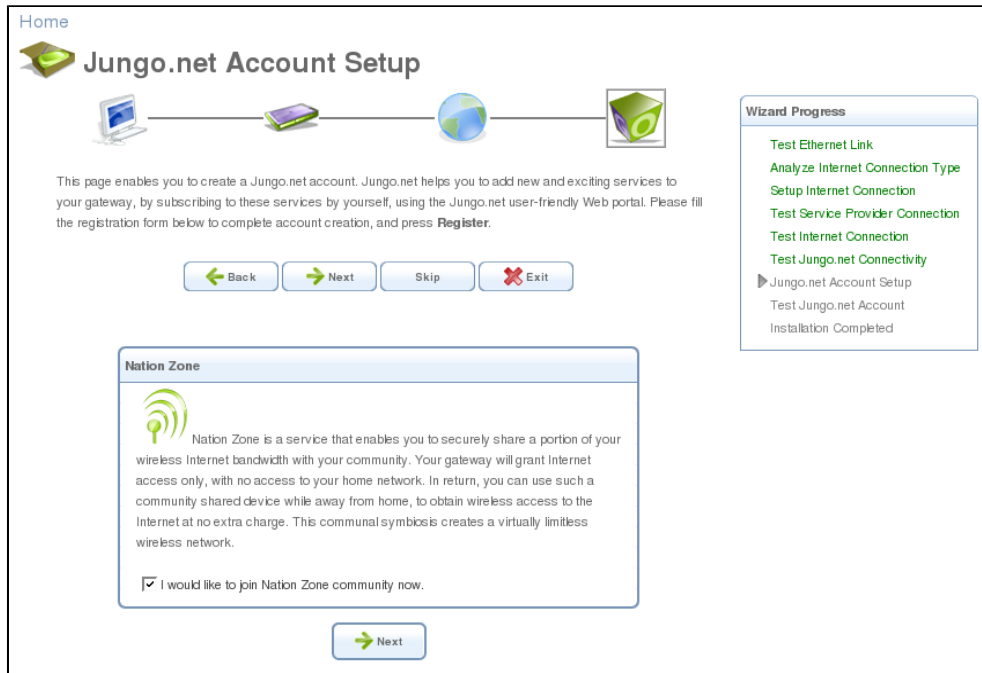 Home
Jungo.net Account Setup
This page enables you to create a Jungo.net account. Jungo.net helps you to add new and exciting services to
your gateway, by subscribing to these services by yourself, using the Jungo.net user-friendly Web portal. Please fill
the registration form below to complete account creation, and press Register.
Back
Next
Skip
Exit
Nation Zone
Nation Zone is a service that enables you to securely share a portion of your
wireless Internet bandwidth with your community. Your gateway will grant Internet
access only, with no access to your home network. In return, you can use such a
community shared device while away from home, to obtain wireless access to the
Internet at no extra charge. This communal symbiosis creates a virtually limitless
wireless network.
I would like to join Nation Zone community now.
Next
Wizard Progress
Test Ethernet Link
Analyze Internet Connection Type
Setup Internet Connection
Test Service Provider Connection
Test Internet Connection
Test Jungo.net Connectivity
Jungo.net Account Setup
Test Jungo.net Account
Installation Completed